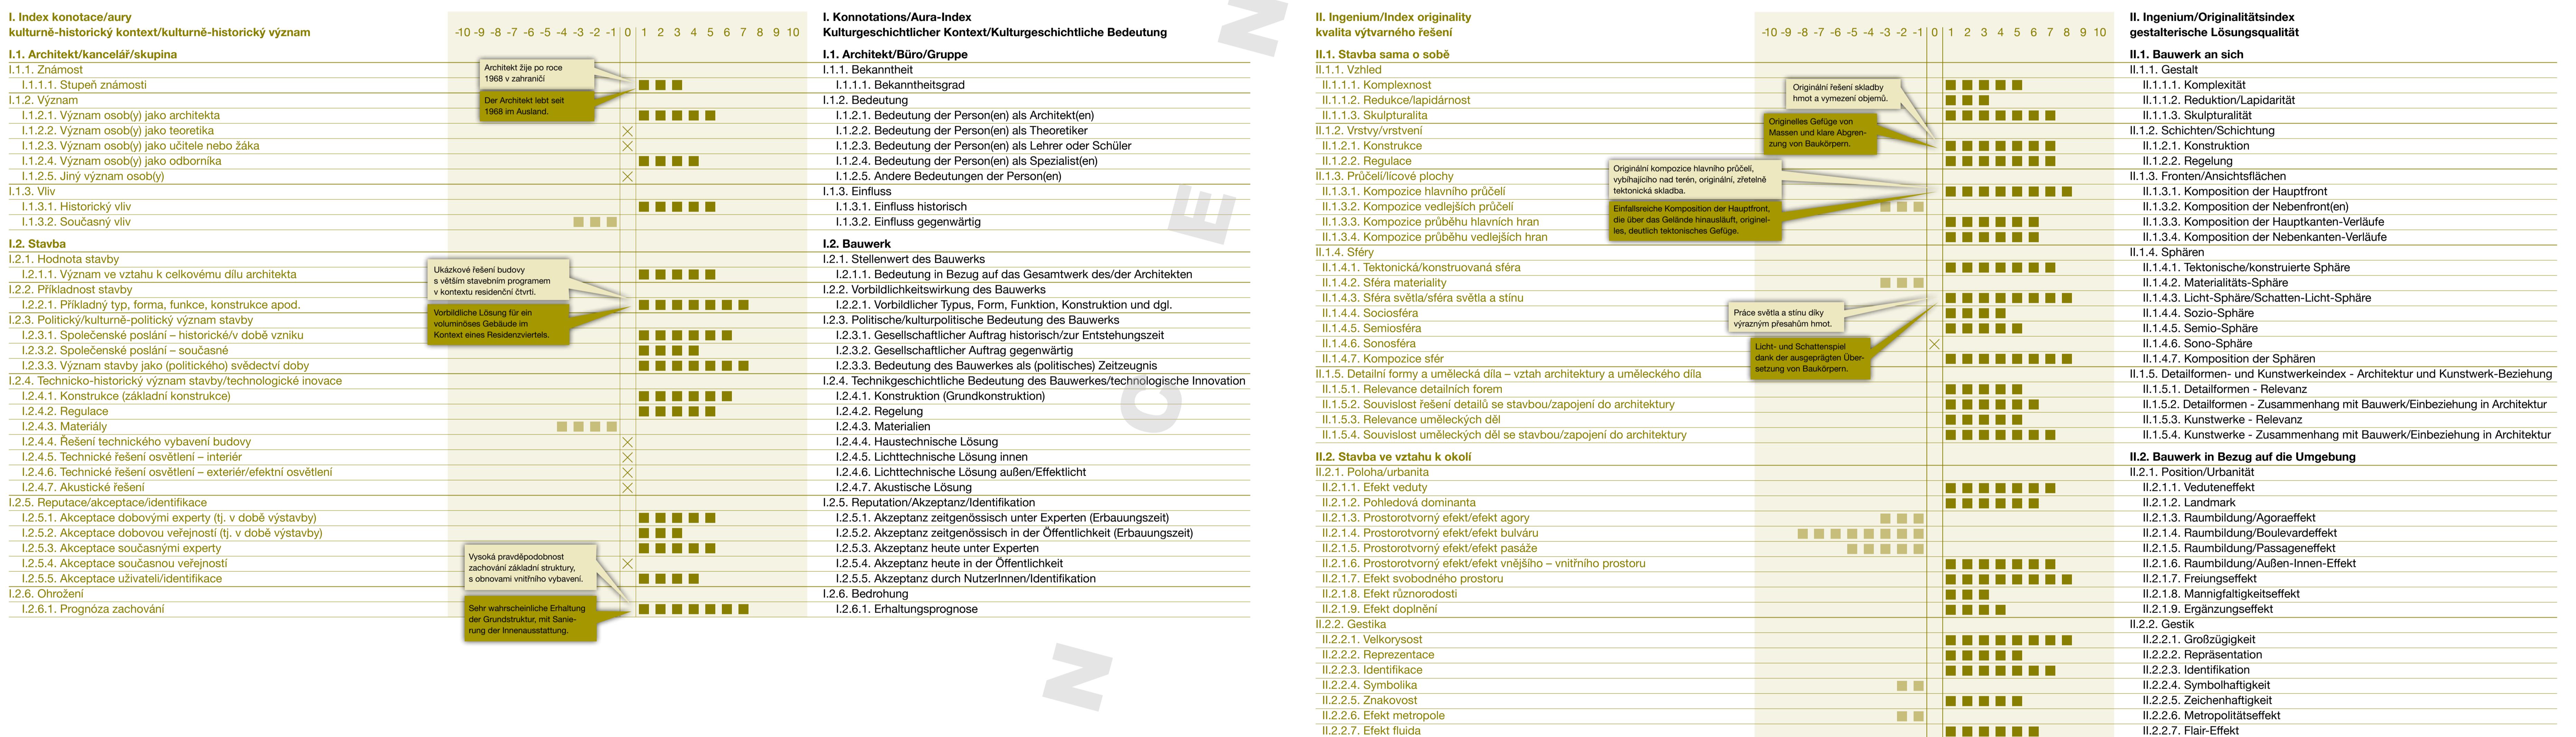 I. Index konotace/aury
kulturně-historický kontext/kulturně-historický význam
-10 -9 -8 -7 -6 -5 -4 -3 -2 -1 0 1 2 3 4 5 6 7 8 9 10
I. Konnotations/Aura-Index
Kulturgeschichtlicher Kontext/Kulturgeschichtliche Bedeutung
I.1. Architekt/kancelář/skupina
I.1. Architekt/Büro/Gruppe
I.1.1. Známost
I.1.1. Bekanntheit
I.1.1.1. Stupeň známosti
I.1.1.1. Bekanntheitsgrad
I.1.2. Význam
I.1.2. Bedeutung
I.1.2.1. Význam osob(y) jako architekta
I.1.2.1. Bedeutung der Person(en) als Architekt(en)
I.1.2.2. Význam osob(y) jako teoretika
I.1.2.2. Bedeutung der Person(en) als Theoretiker
I.1.2.3. Význam osob(y) jako učitele nebo žáka
I.1.2.3. Bedeutung der Person(en) als Lehrer oder Schüler
I.1.2.4. Význam osob(y) jako odborníka
I.1.2.4. Bedeutung der Person(en) als Spezialist(en)
I.1.2.5. Jiný význam osob(y)
I.1.2.5. Andere Bedeutungen der Person(en)
I.1.3. Vliv
I.1.3. Einfluss
I.1.3.1. Historický vliv
I.1.3.1. Einfluss historisch
I.1.3.2. Současný vliv
I.1.3.2. Einfluss gegenwärtig
Architekt žije po roce
1968 v zahraničí
Der Architekt lebt seit
1968 im Ausland.
I.2. Stavba
I.2. Bauwerk
I.2.1. Hodnota stavby
I.2.1. Stellenwert des Bauwerks
I.2.1.1. Význam ve vztahu k celkovému dílu architekta
I.2.1.1. Bedeutung in Bezug auf das Gesamtwerk des/der Architekten
I.2.2. Příkladnost stavby
I.2.2. Vorbildlichkeitswirkung des Bauwerks
I.2.2.1. Příkladný typ, forma, funkce, konstrukce apod.
I.2.2.1. Vorbildlicher Typus, Form, Funktion, Konstruktion und dgl.
I.2.3. Politický/kulturně-politický význam stavby
I.2.3. Politische/kulturpolitische Bedeutung des Bauwerks
I.2.3.1. Společenské poslání – historické/v době vzniku
I.2.3.1. Gesellschaftlicher Auftrag historisch/zur Entstehungszeit
I.2.3.2. Společenské poslání – současné
I.2.3.2. Gesellschaftlicher Auftrag gegenwärtig
I.2.3.3. Význam stavby jako (politického) svědectví doby
I.2.3.3. Bedeutung des Bauwerkes als (politisches) Zeitzeugnis
Ukázkové řešení budovy
s větším stavebním programem
v kontextu residenční čtvrti.
Vorbildliche Lösung für ein
voluminöses Gebäude im
Kontext eines Residenzviertels.
I.2.4. Technicko-historický význam stavby/technologické inovace
I.2.4. Technikgeschichtliche Bedeutung des Bauwerkes/technologische Innovation
I.2.4.1. Konstrukce (základní konstrukce)
I.2.4.1. Konstruktion (Grundkonstruktion)
I.2.4.2. Regulace
I.2.4.2. Regelung
I.2.4.3. Materiály
I.2.4.3. Materialien
I.2.4.4. Řešení technického vybavení budovy
I.2.4.4. Haustechnische Lösung
I.2.4.5. Technické řešení osvětlení – interiér
I.2.4.5. Lichttechnische Lösung innen
I.2.4.6. Technické řešení osvětlení – exteriér/efektní osvětlení
I.2.4.6. Lichttechnische Lösung außen/Effektlicht
I.2.4.7. Akustické řešení
I.2.4.7. Akustische Lösung
I.2.5. Reputace/akceptace/identifikace
I.2.5. Reputation/Akzeptanz/Identifikation
I.2.5.1. Akceptace dobovými experty (tj. v době výstavby)
I.2.5.1. Akzeptanz zeitgenössisch unter Experten (Erbauungszeit)
I.2.5.2. Akceptace dobovou veřejností (tj. v době výstavby)
I.2.5.2. Akzeptanz zeitgenössisch in der Öffentlichkeit (Erbauungszeit)
I.2.5.3. Akceptace současnými experty
I.2.5.3. Akzeptanz heute unter Experten
I.2.5.4. Akceptace současnou veřejností
I.2.5.4. Akzeptanz heute in der Öffentlichkeit
I.2.5.5. Akceptace uživateli/identifikace
I.2.5.5. Akzeptanz durch NutzerInnen/Identifikation
I.2.6. Ohrožení
I.2.6. Bedrohung
I.2.6.1. Prognóza zachování
I.2.6.1. Erhaltungsprognose
Vysoká pravděpodobnost
zachování základní struktury,
s obnovami vnitřního vybavení.
Sehr wahrscheinliche Erhaltung
der Grundstruktur, mit Sanie-
rung der Innenausstattung.
N
O
E
N
II. Ingenium/Index originality
kvalita výtvarného řešení
-10 -9 -8 -7 -6 -5 -4 -3 -2 -1 0 1 2 3 4 5 6 7 8 9 10
II. Ingenium/Originalitätsindex
gestalterische Lösungsqualität
II.1. Stavba sama o sobě
II.1. Bauwerk an sich
II.1.1. Vzhled
II.1.1. Gestalt
II.1.1.1. Komplexnost
II.1.1.1. Komplexität
II.1.1.2. Redukce/lapidárnost
II.1.1.2. Reduktion/Lapidarität
II.1.1.3. Skulpturalita
II.1.1.3. Skulpturalität
II.1.2. Vrstvy/vrstvení
II.1.2. Schichten/Schichtung
II.1.2.1. Konstrukce
II.1.2.1. Konstruktion
II.1.2.2. Regulace
II.1.2.2. Regelung
II.1.3. Průčelí/lícové plochy
II.1.3. Fronten/Ansichtsflächen
II.1.3.1. Kompozice hlavního průčelí
II.1.3.1. Komposition der Hauptfront
II.1.3.2. Kompozice vedlejších průčelí
II.1.3.2. Komposition der Nebenfront(en)
II.1.3.3. Kompozice průběhu hlavních hran
II.1.3.3. Komposition der Hauptkanten-Verläufe
II.1.3.4. Kompozice průběhu vedlejších hran
II.1.3.4. Komposition der Nebenkanten-Verläufe
Originální řešení skladby
hmot a vymezení objemů.
Originelles Gefüge von
Massen und klare Abgren-
zung von Baukörpern.
Originální kompozice hlavního průčelí,
vybíhajícího nad terén, originální, zřetelně
tektonická skladba.
Einfallsreiche Komposition der Hauptfront,
die über das Gelände hinausläuft, originel-
les, deutlich tektonisches Gefüge.
II.1.4. Sféry
II.1.4. Sphären
II.1.4.1. Tektonická/konstruovaná sféra
II.1.4.1. Tektonische/konstruierte Sphäre
II.1.4.2. Sféra materiality
II.1.4.2. Materialitäts-Sphäre
II.1.4.3. Sféra světla/sféra světla a stínu
II.1.4.3. Licht-Sphäre/Schatten-Licht-Sphäre
II.1.4.4. Sociosféra
II.1.4.4. Sozio-Sphäre
II.1.4.5. Semiosféra
II.1.4.5. Semio-Sphäre
II.1.4.6. Sonosféra
II.1.4.6. Sono-Sphäre
II.1.4.7. Kompozice sfér
II.1.4.7. Komposition der Sphären
Práce světla a stínu díky
výrazným přesahům hmot.
Licht- und Schattenspiel
dank der ausgeprägten Über-
setzung von Baukörpern.
II.1.5. Detailní formy a umělecká díla – vztah architektury a uměleckého díla
II.1.5. Detailformen- und Kunstwerkeindex - Architektur und Kunstwerk-Beziehung
II.1.5.1. Relevance detailních forem
II.1.5.1. Detailformen - Relevanz
II.1.5.2. Souvislost řešení detailů se stavbou/zapojení do architektury
II.1.5.2. Detailformen - Zusammenhang mit Bauwerk/Einbeziehung in Architektur
II.1.5.3. Relevance uměleckých děl
II.1.5.3. Kunstwerke - Relevanz
II.1.5.4. Souvislost uměleckých děl se stavbou/zapojení do architektury
II.1.5.4. Kunstwerke - Zusammenhang mit Bauwerk/Einbeziehung in Architektur
II.2. Stavba ve vztahu k okolí
II.2. Bauwerk in Bezug auf die Umgebung
II.2.1. Poloha/urbanita
II.2.1. Position/Urbanität
II.2.1.1. Efekt veduty
II.2.1.1. Veduteneffekt
II.2.1.2. Pohledová dominanta
II.2.1.2. Landmark
II.2.1.3. Prostorotvorný efekt/efekt agory
II.2.1.3. Raumbildung/Agoraeffekt
II.2.1.4. Prostorotvorný efekt/efekt bulváru
II.2.1.4. Raumbildung/Boulevardeffekt
II.2.1.5. Prostorotvorný efekt/efekt pasáže
II.2.1.5. Raumbildung/Passageneffekt
II.2.1.6. Prostorotvorný efekt/efekt vnějšího – vnitřního prostoru
II.2.1.6. Raumbildung/Außen-Innen-Effekt
II.2.1.7. Efekt svobodného prostoru
II.2.1.7. Freiungseffekt
II.2.1.8. Efekt různorodosti
II.2.1.8. Mannigfaltigkeitseffekt
II.2.1.9. Efekt doplnění
II.2.1.9. Ergänzungseffekt
II.2.2. Gestika
II.2.2. Gestik
II.2.2.1. Velkorysost
II.2.2.1. Großzügigkeit
II.2.2.2. Reprezentace
II.2.2.2. Repräsentation
II.2.2.3. Identifikace
II.2.2.3. Identifikation
II.2.2.4. Symbolika
II.2.2.4. Symbolhaftigkeit
II.2.2.5. Znakovost
II.2.2.5. Zeichenhaftigkeit
II.2.2.6. Efekt metropole
II.2.2.6. Metropolitätseffekt
II.2.2.7. Efekt fluida
II.2.2.7. Flair-Effekt